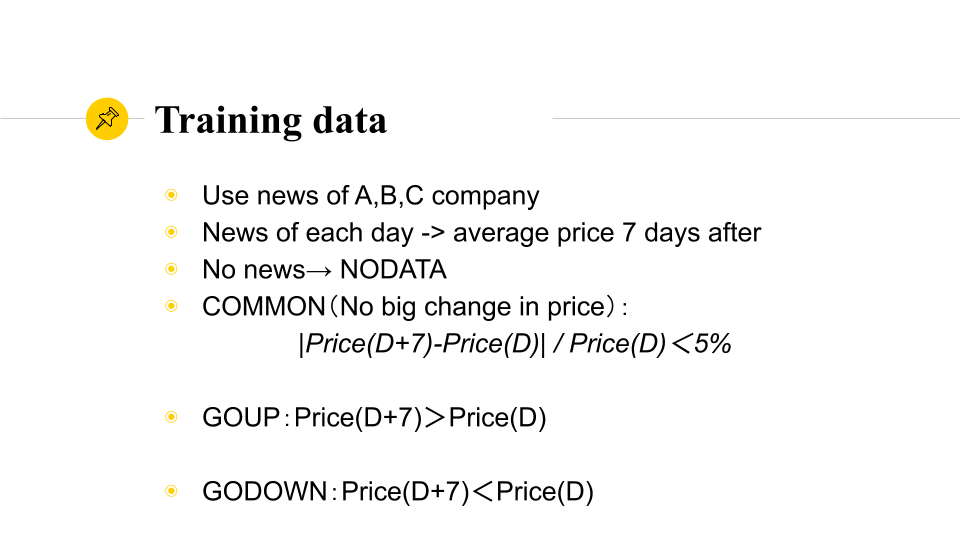 Training data
Use news of A,B,C company
News of each day -> average price 7 days after
No news→ NODATA
COMMON（No big change in price）:
|Price(D+7)-Price(D)| / Price(D)＜5%
GOUP：Price(D+7)＞Price(D)
GODOWN：Price(D+7)＜Price(D)